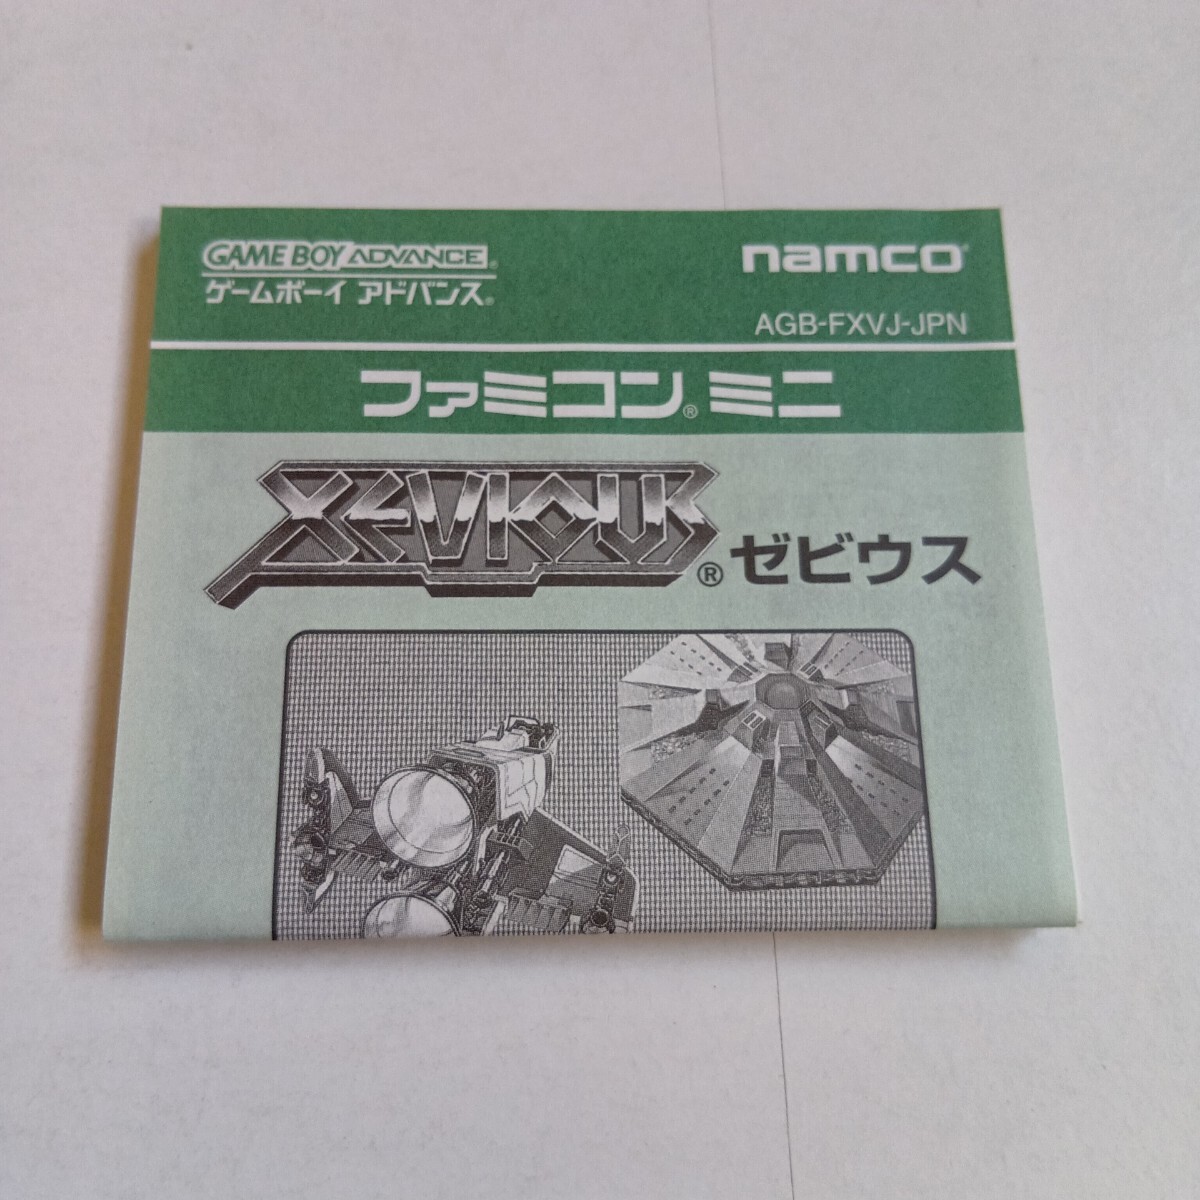 GAME BOY ADVANCE®
ゲームボーイ アドバンス®
namco®
AGB-FXVJ-JPN
ファミコン® ミニ
XEVIOUS® ゼビウス